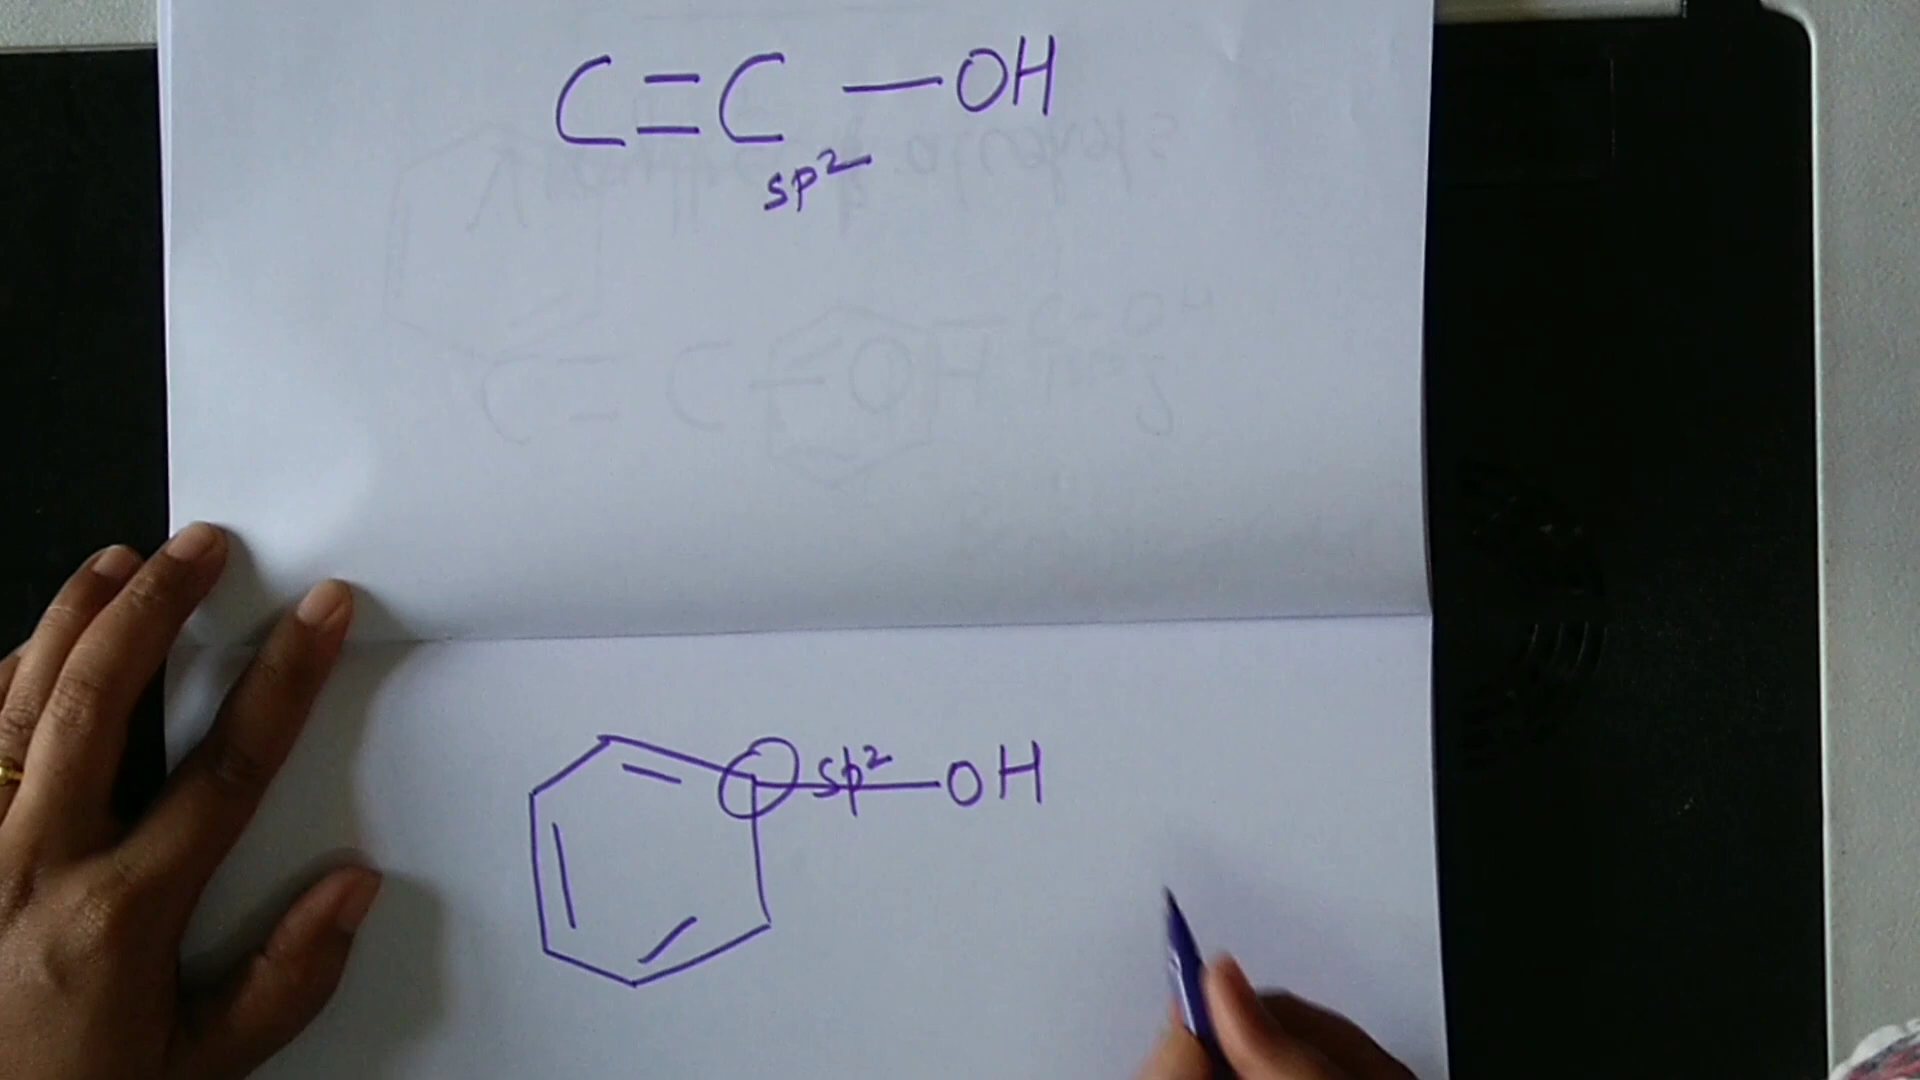 C=C—OH
sp²
sp² —OH